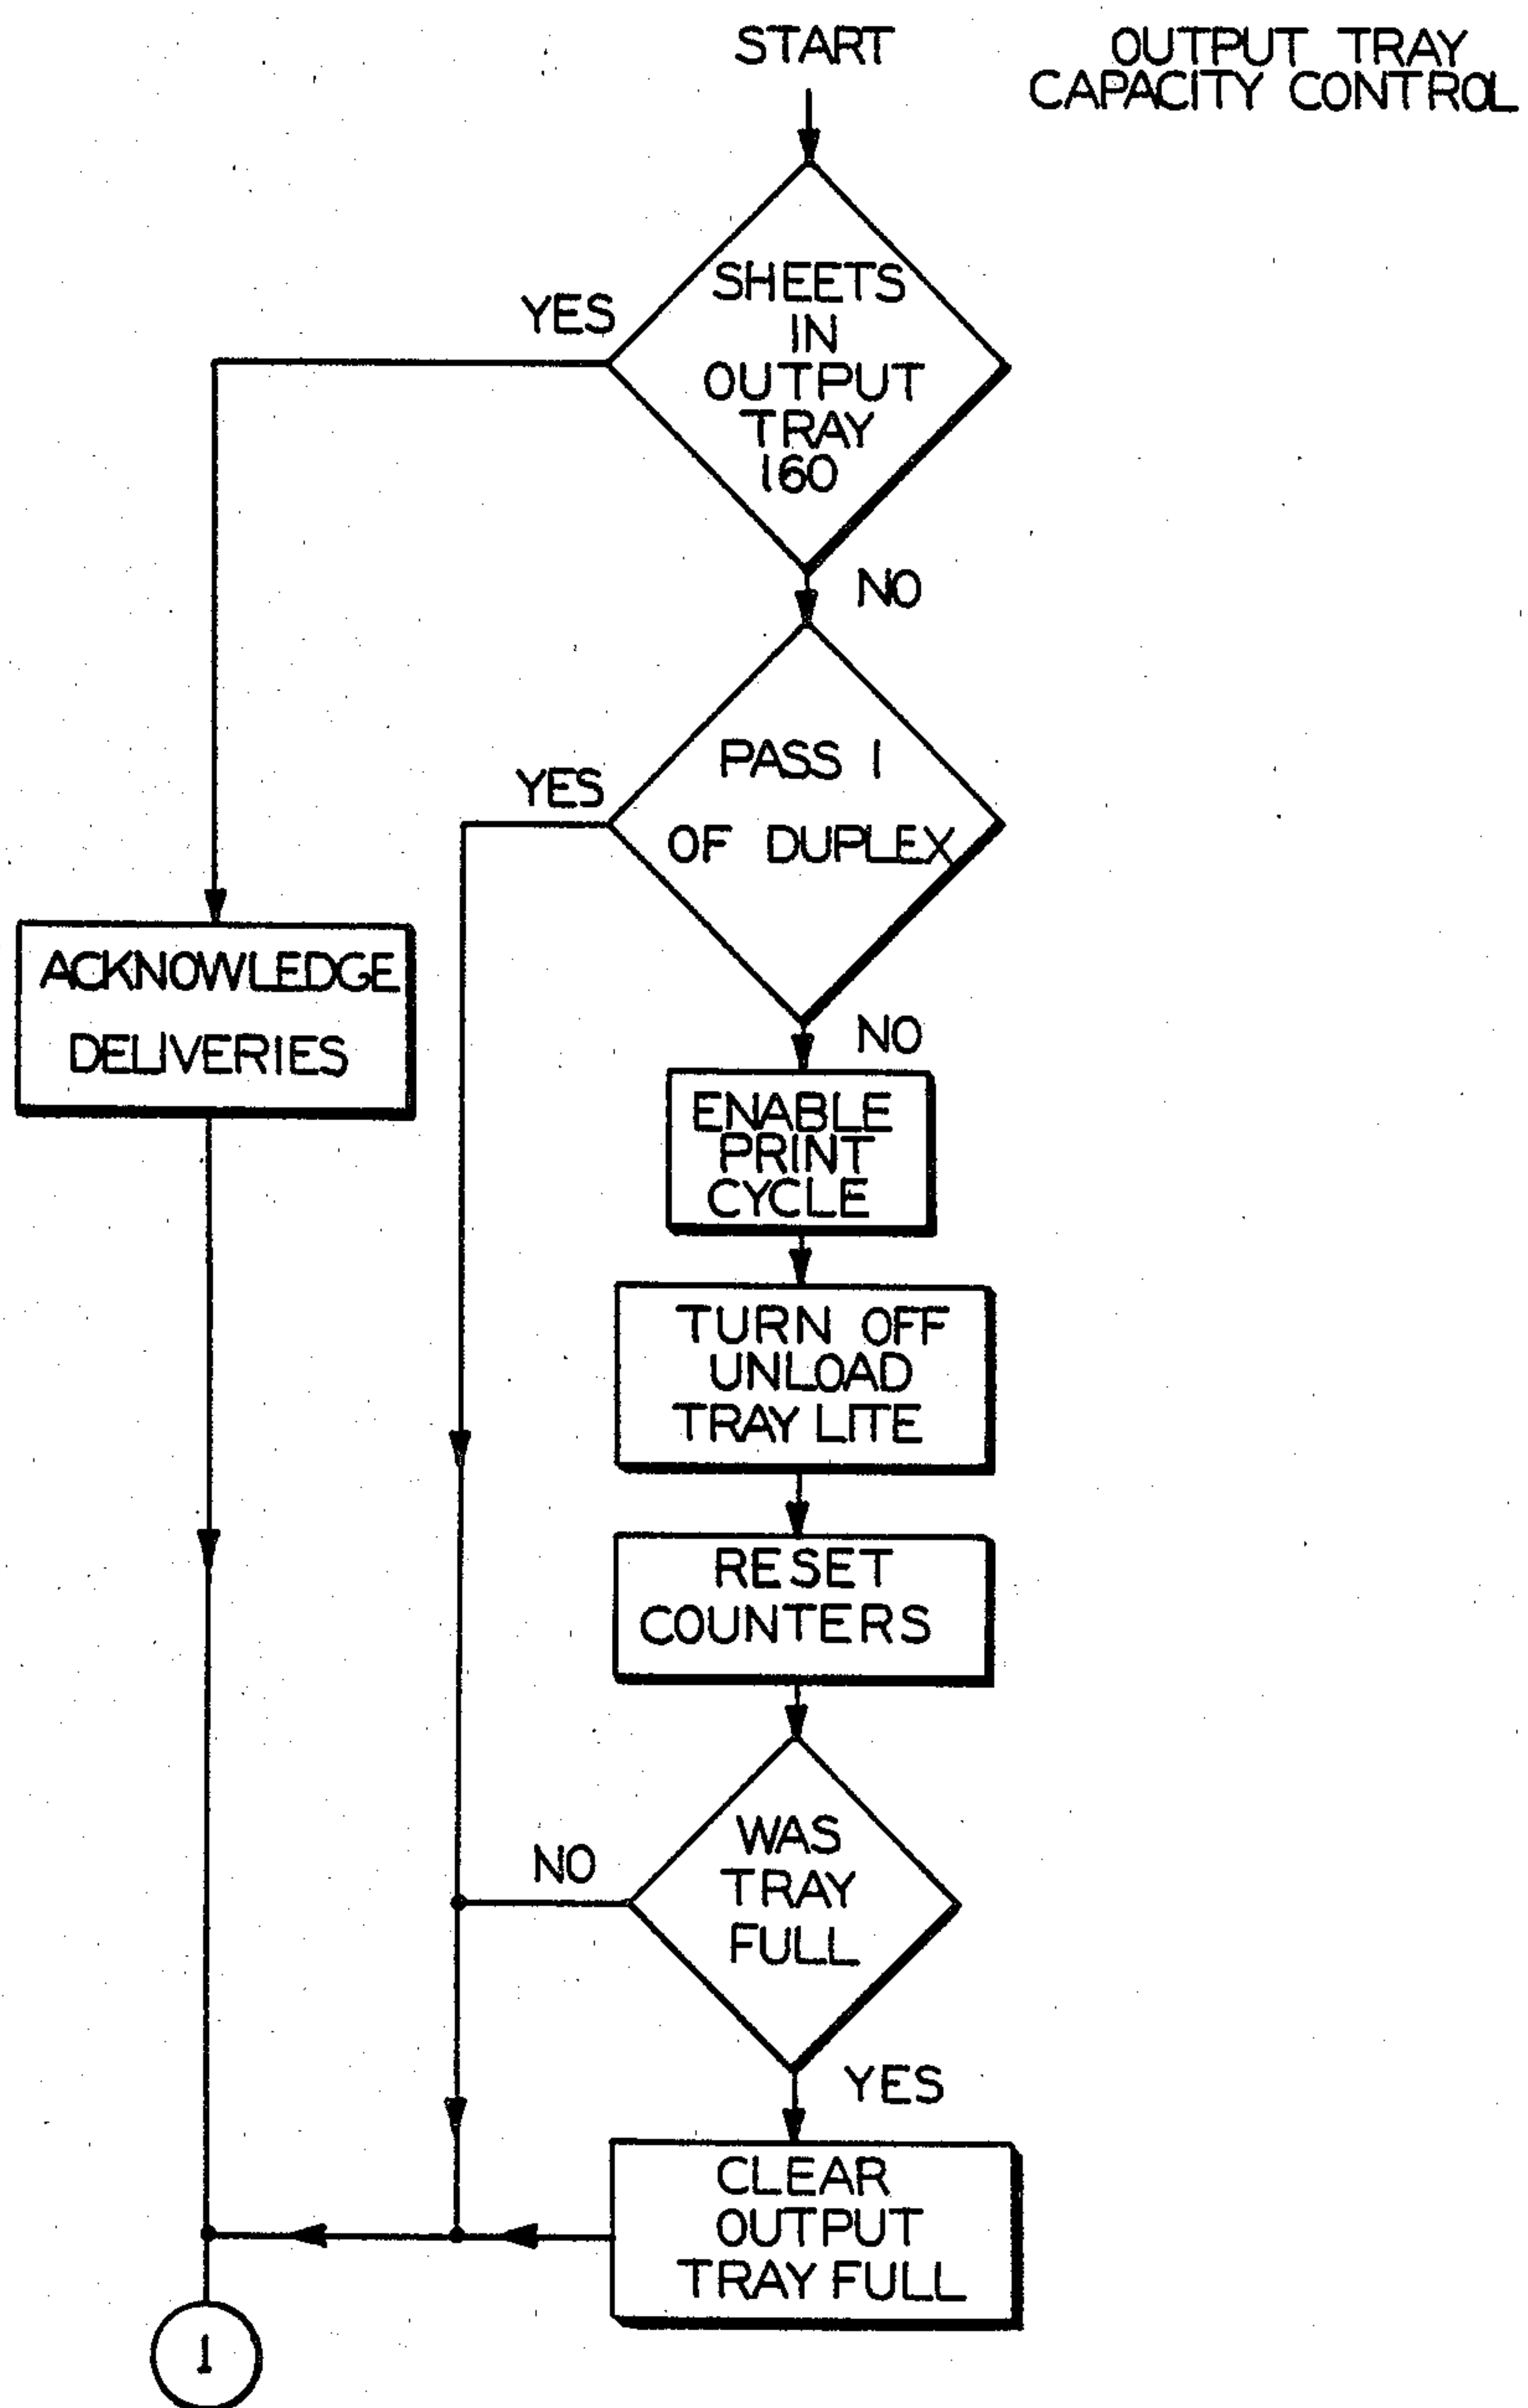 START
OUTPUT TRAY
CAPACITY CONTROL
SHEETS
IN
OUTPUT
TRAY
160
YES
NO
PASS 1
OF DUPLEX
YES
NO
ACKNOWLEDGE
DELIVERIES
ENABLE
PRINT
CYCLE
TURN OFF
UNLOAD
TRAY LITE
RESET
COUNTERS
WAS
TRAY
FULL
NO
YES
CLEAR
OUTPUT
TRAY FULL
1